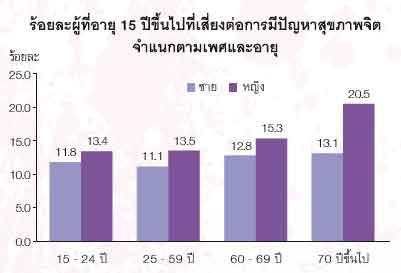 ร้อยละผู้ที่อายุ 15 ปีขึ้นไปที่เสี่ยงต่อการมีปัญหาสุขภาพจิต
จำแนกตามเพศและอายุ
ร้อยละ
25.0
ชาย หญิง
20.5
20.0
15.3
15.0
11.8 13.4 11.1 13.5 12.8 13.1
10.0
5.0
0.0
15 - 24 ปี 25 - 59 ปี 60 - 69 ปี 70 ปีขึ้นไป